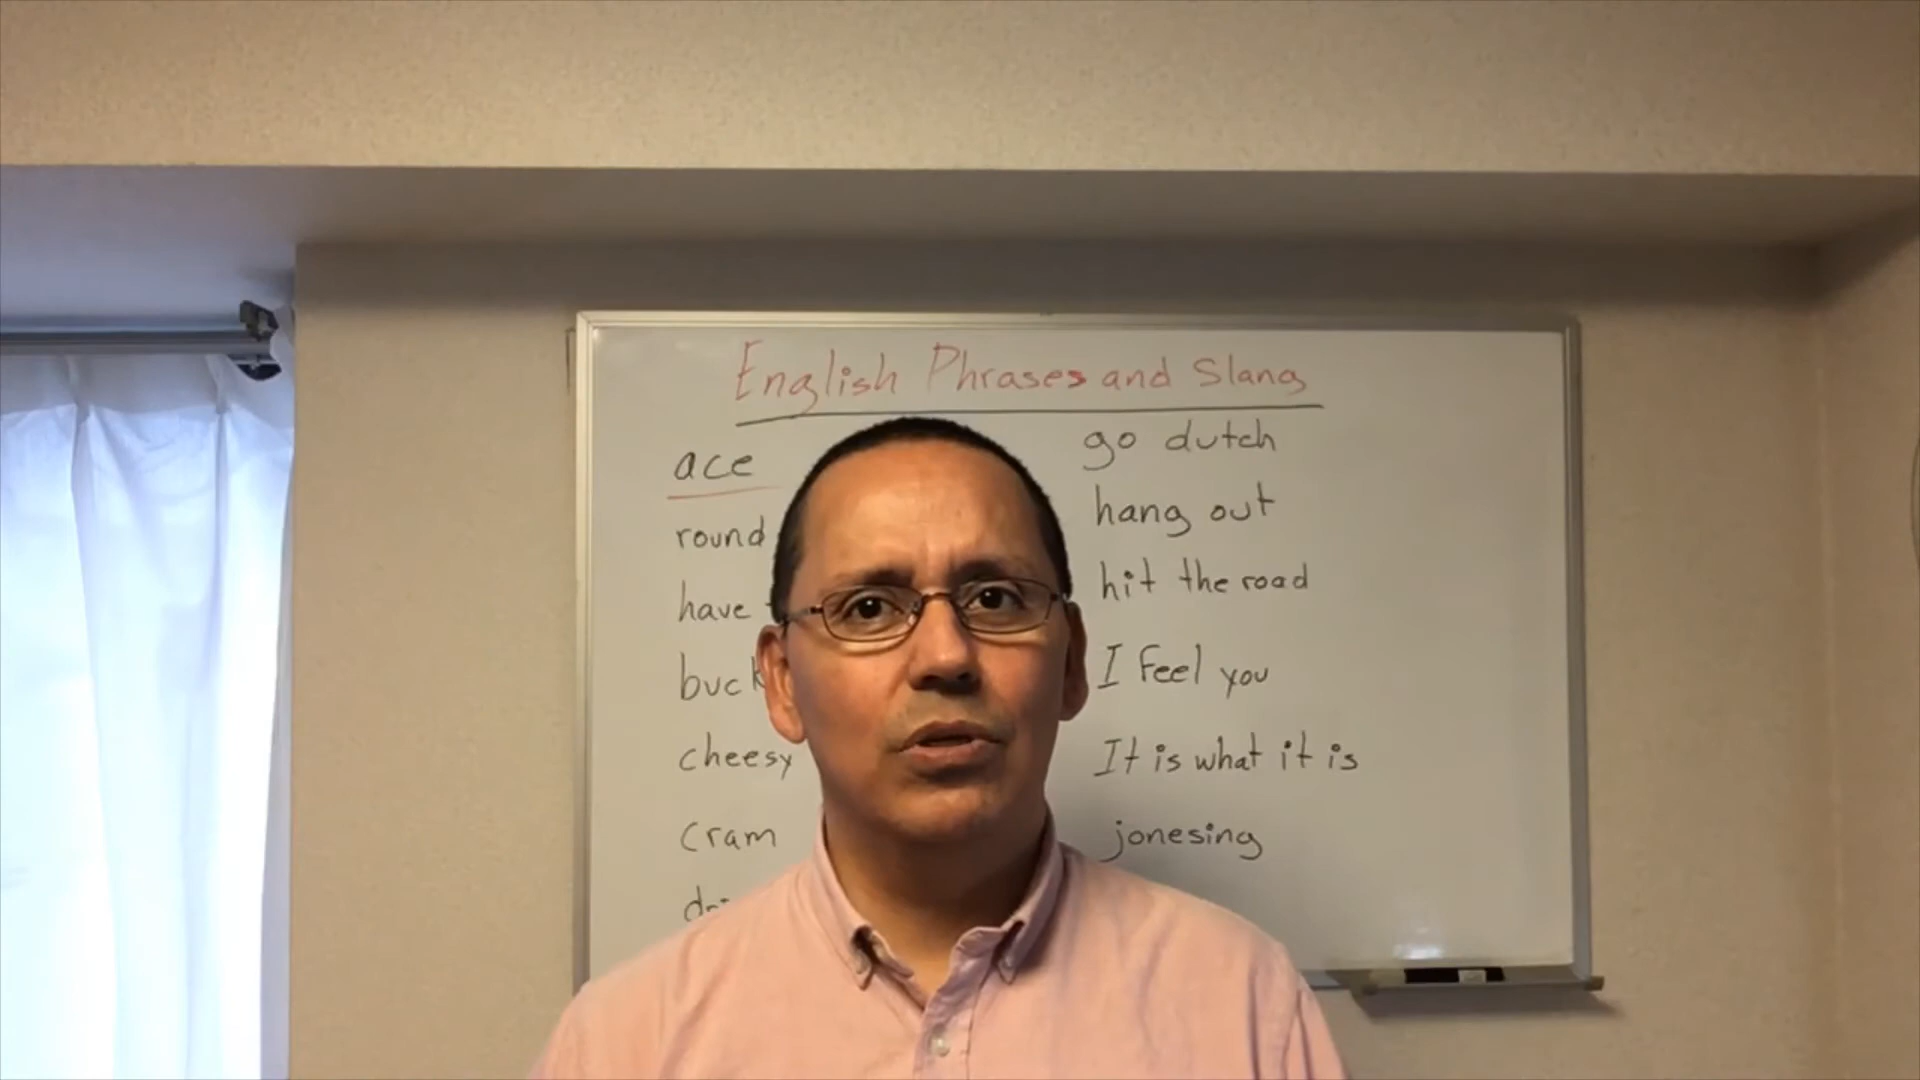 English Phrases and Slang
ace
round
have
buck
cheesy
cram
go dutch
hang out
hit the road
I feel you
It is what it is
jonesing